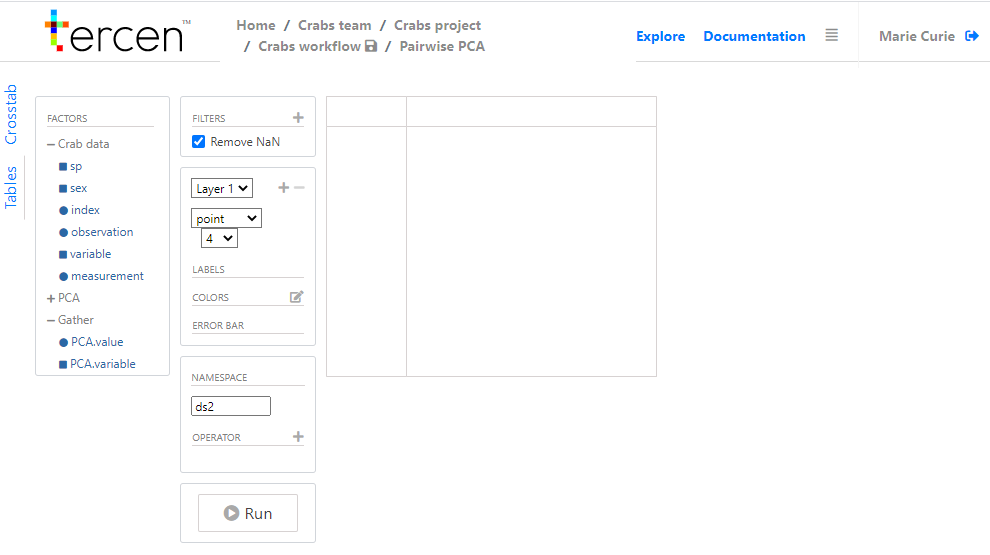 tercen™
Home / Crabs team / Crabs project
/ Crabs workflow / Pairwise PCA
Explore Documentation
Marie Curie
Crosstab
Tables
FACTORS
Crab data
sp
sex
index
observation
variable
measurement
PCA
Gather
PCA.value
PCA.variable
FILTERS
Remove NaN
Layer 1
point
4
LABELS
COLORS
ERROR BAR
NAMESPACE
ds2
OPERATOR
Run